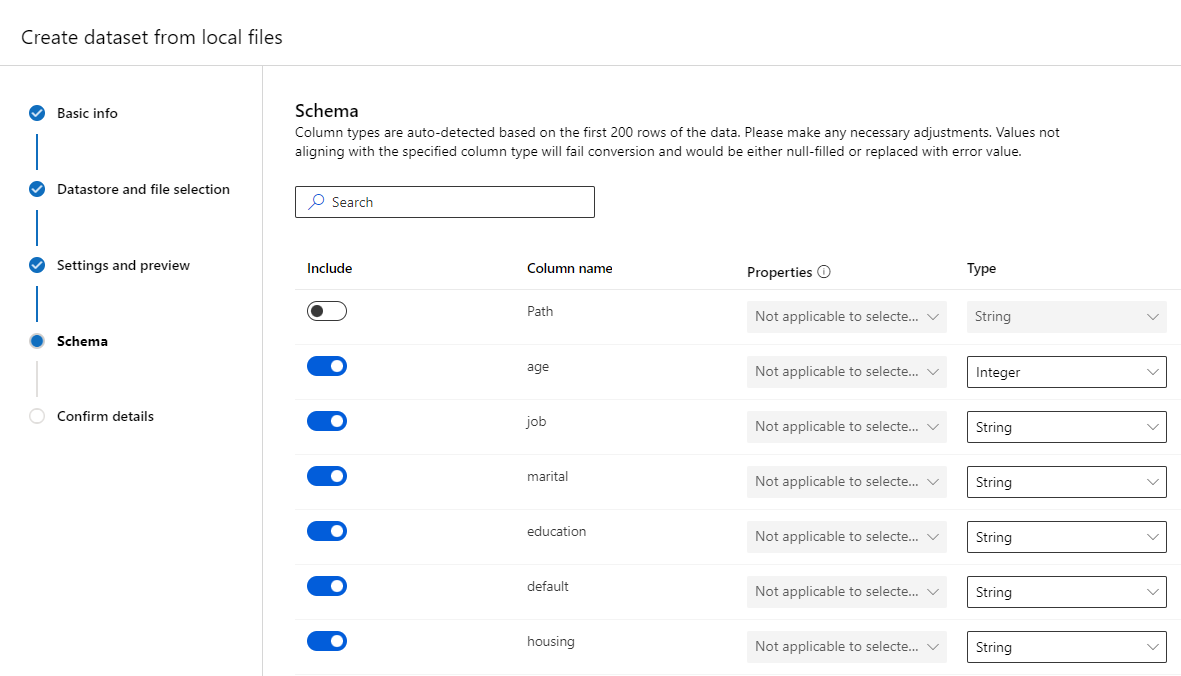 Create dataset from local files
Basic info
Datastore and file selection
Settings and preview
Schema
Confirm details
Schema
Column types are auto-detected based on the first 200 rows of the data. Please make any necessary adjustments. Values not
aligning with the specified column type will fail conversion and would be either null-filled or replaced with error value.
Search
Include Column name Properties Type
Path Not applicable to selecte... String
age Not applicable to selecte... Integer
job Not applicable to selecte... String
marital Not applicable to selecte... String
education Not applicable to selecte... String
default Not applicable to selecte... String
housing Not applicable to selecte... String